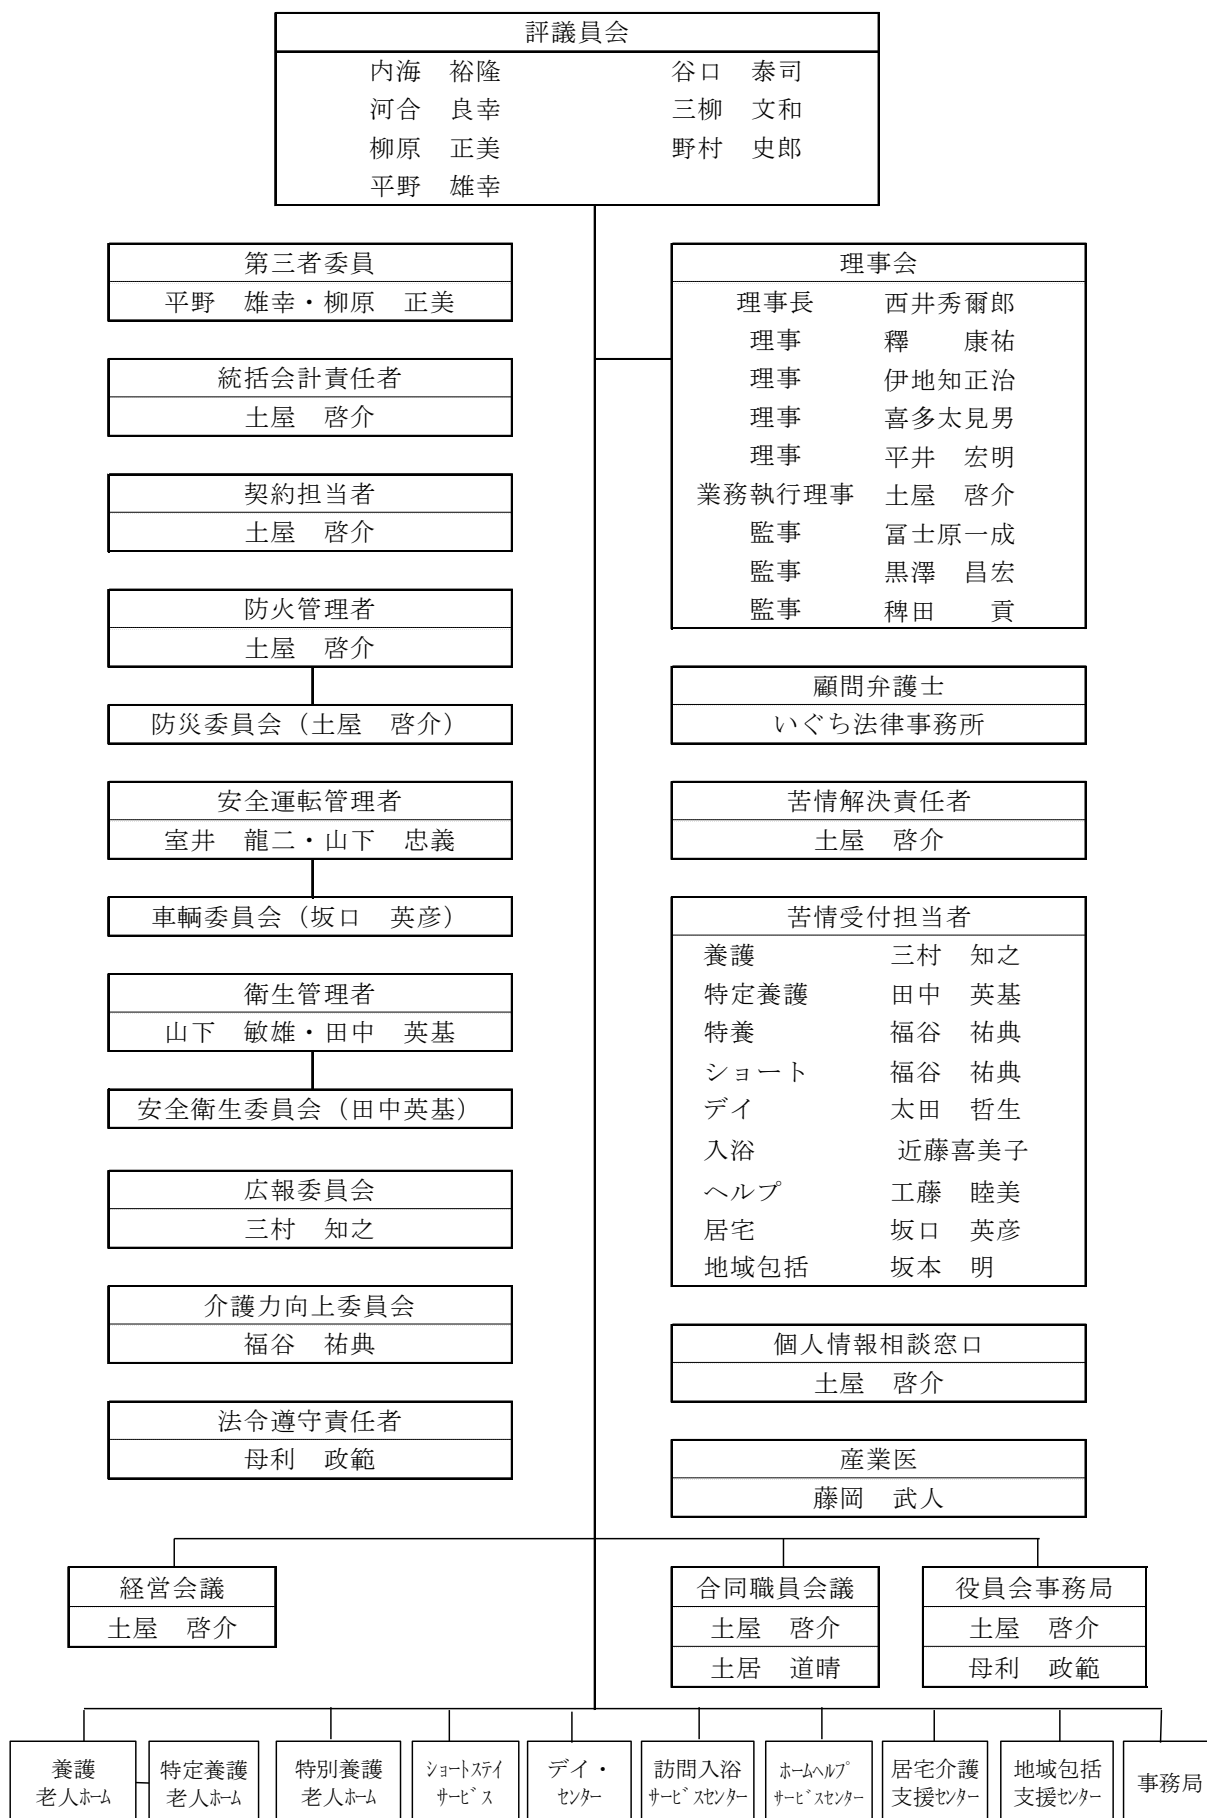 評議員会
内海　裕隆　谷口　泰司
河合　良幸　三柳　文和
柳原　正美　野村　史郎
平野　雄幸
第三者委員
平野　雄幸・柳原　正美
統括会計責任者
土屋　啓介
契約担当者
土屋　啓介
防火管理者
土屋　啓介
防災委員会（土屋　啓介）
安全運転管理者
室井　龍二・山下　忠義
車輌委員会（坂口　英彦）
衛生管理者
山下　敏雄・田中　英基
安全衛生委員会（田中英基）
広報委員会
三村　知之
介護力向上委員会
福谷　祐典
法令遵守責任者
母利　政範
理事会
理事長　西井秀爾郎
理事　釋　　康祐
理事　伊地知正治
理事　喜多太見男
理事　平井　宏明
業務執行理事　土屋　啓介
監事　冨士原一成
監事　黒澤　昌宏
監事　稗田　　貢
顧問弁護士
いぐち法律事務所
苦情解決責任者
土屋　啓介
苦情受付担当者
養護　三村　知之
特定養護　田中　英基
特養　福谷　祐典
ショート　福谷　祐典
デイ　太田　哲生
入浴　近藤喜美子
ヘルプ　工藤　睦美
居宅　坂口　英彦
地域包括　坂本　明
個人情報相談窓口
土屋　啓介
産業医
藤岡　武人
経営会議
土屋　啓介
合同職員会議
土屋　啓介
土居　道晴
役員会事務局
土屋　啓介
母利　政範
養護
老人ホーム
特定養護
老人ホーム
特別養護
老人ホーム
ショートステイ
サービス
デイ・
センター
訪問入浴
サービスセンター
ホームヘルプ
サービスセンター
居宅介護
支援センター
地域包括
支援センター
事務局